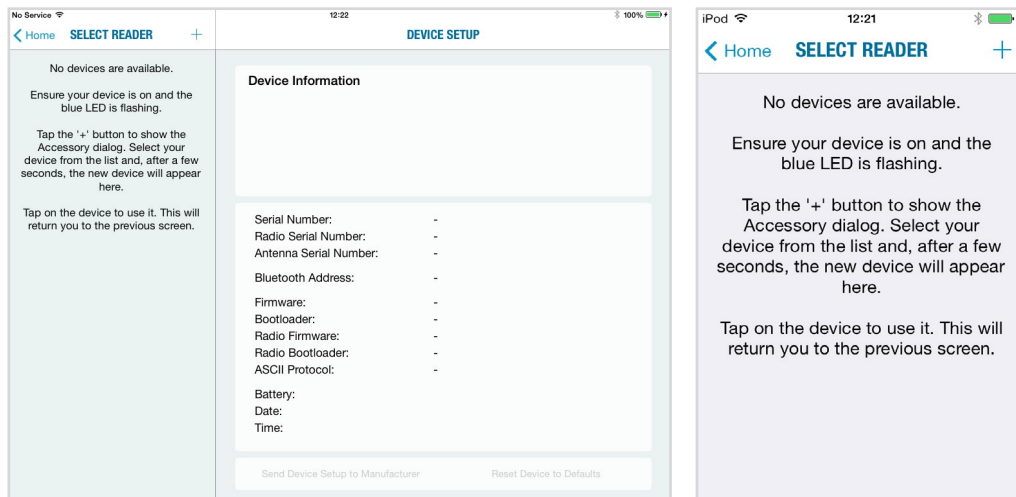 No Service 12:22 100%
Home SELECT READER + DEVICE SETUP
No devices are available.
Ensure your device is on and the
blue LED is flashing.
Tap the '+' button to show the
Accessory dialog. Select your
device from the list and, after a few
seconds, the new device will appear
here.
Tap on the device to use it. This will
return you to the previous screen.
Device Information
Serial Number: -
Radio Serial Number: -
Antenna Serial Number: -
Bluetooth Address: -
Firmware: -
Bootloader: -
Radio Firmware: -
Radio Bootloader: -
ASCII Protocol: -
Battery:
Date:
Time:
Send Device Setup to Manufacturer Reset Device to Defaults
iPod 12:21
Home SELECT READER +
No devices are available.
Ensure your device is on and the
blue LED is flashing.
Tap the '+' button to show the
Accessory dialog. Select your
device from the list and, after a few
seconds, the new device will appear
here.
Tap on the device to use it. This will
return you to the previous screen.